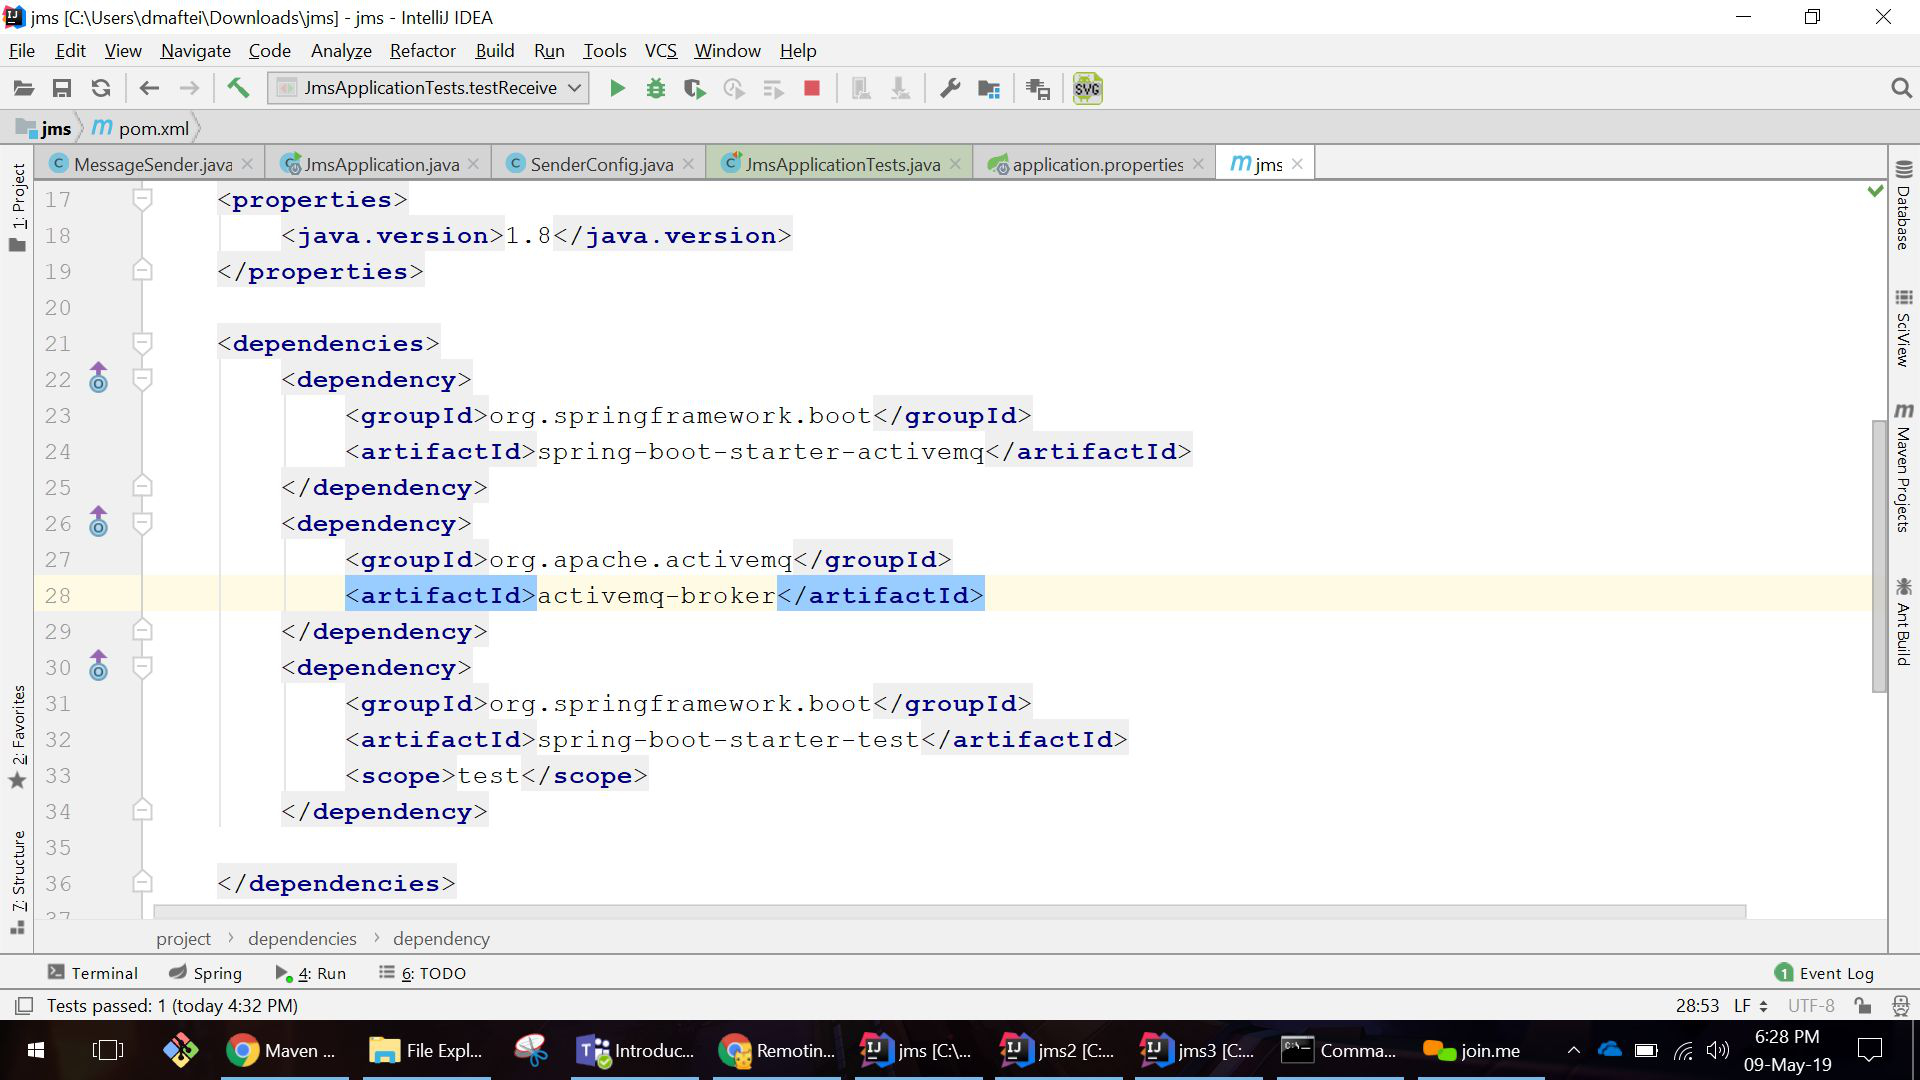 jms [C:\Users\dmaftei\Downloads\jms] - jms - IntelliJ IDEA
File Edit View Navigate Code Analyze Refactor Build Run Tools VCS Window Help
JmsApplicationTests.testReceive
SVG
jms pom.xml
MessageSender.java JmsApplication.java SenderConfig.java JmsApplicationTests.java application.properties jms
1: Project
2: Favorites
7: Structure
17 <properties>
18 <java.version>1.8</java.version>
19 </properties>
20
21 <dependencies>
22 <dependency>
23 <groupId>org.springframework.boot</groupId>
24 <artifactId>spring-boot-starter-activemq</artifactId>
25 </dependency>
26 <dependency>
27 <groupId>org.apache.activemq</groupId>
28 <artifactId>activemq-broker</artifactId>
29 </dependency>
30 <dependency>
31 <groupId>org.springframework.boot</groupId>
32 <artifactId>spring-boot-starter-test</artifactId>
33 <scope>test</scope>
34 </dependency>
35
36 </dependencies>
37
Database
SciView
Maven Projects
Ant Build
project › dependencies › dependency
Terminal Spring 4: Run 6: TODO 1 Event Log
Tests passed: 1 (today 4:32 PM) 28:53 LF UTF-8
Maven ... File Expl... Introduc... Remotin... jms [C:\... jms2 [C:... jms3 [C:... Comma... join.me 6:28 PM
09-May-19